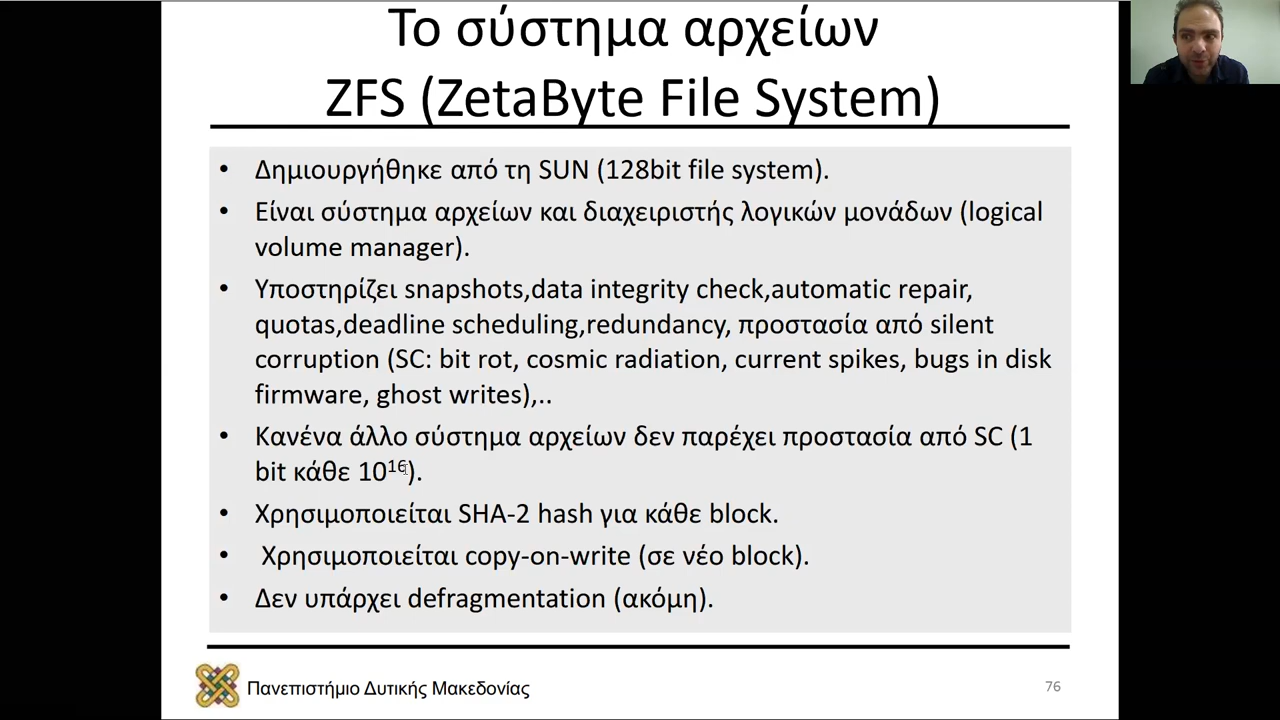 Το σύστημα αρχείων
ZFS (ZetaByte File System)
• Δημιουργήθηκε από τη SUN (128bit file system).
• Είναι σύστημα αρχείων και διαχειριστής λογικών μονάδων (logical
volume manager).
• Υποστηρίζει snapshots,data integrity check,automatic repair,
quotas,deadline scheduling,redundancy, προστασία από silent
corruption (SC: bit rot, cosmic radiation, current spikes, bugs in disk
firmware, ghost writes),..
• Κανένα άλλο σύστημα αρχείων δεν παρέχει προστασία από SC (1
bit κάθε 10¹⁶).
• Χρησιμοποιείται SHA-2 hash για κάθε block.
• Χρησιμοποιείται copy-on-write (σε νέο block).
• Δεν υπάρχει defragmentation (ακόμη).
Πανεπιστήμιο Δυτικής Μακεδονίας
76